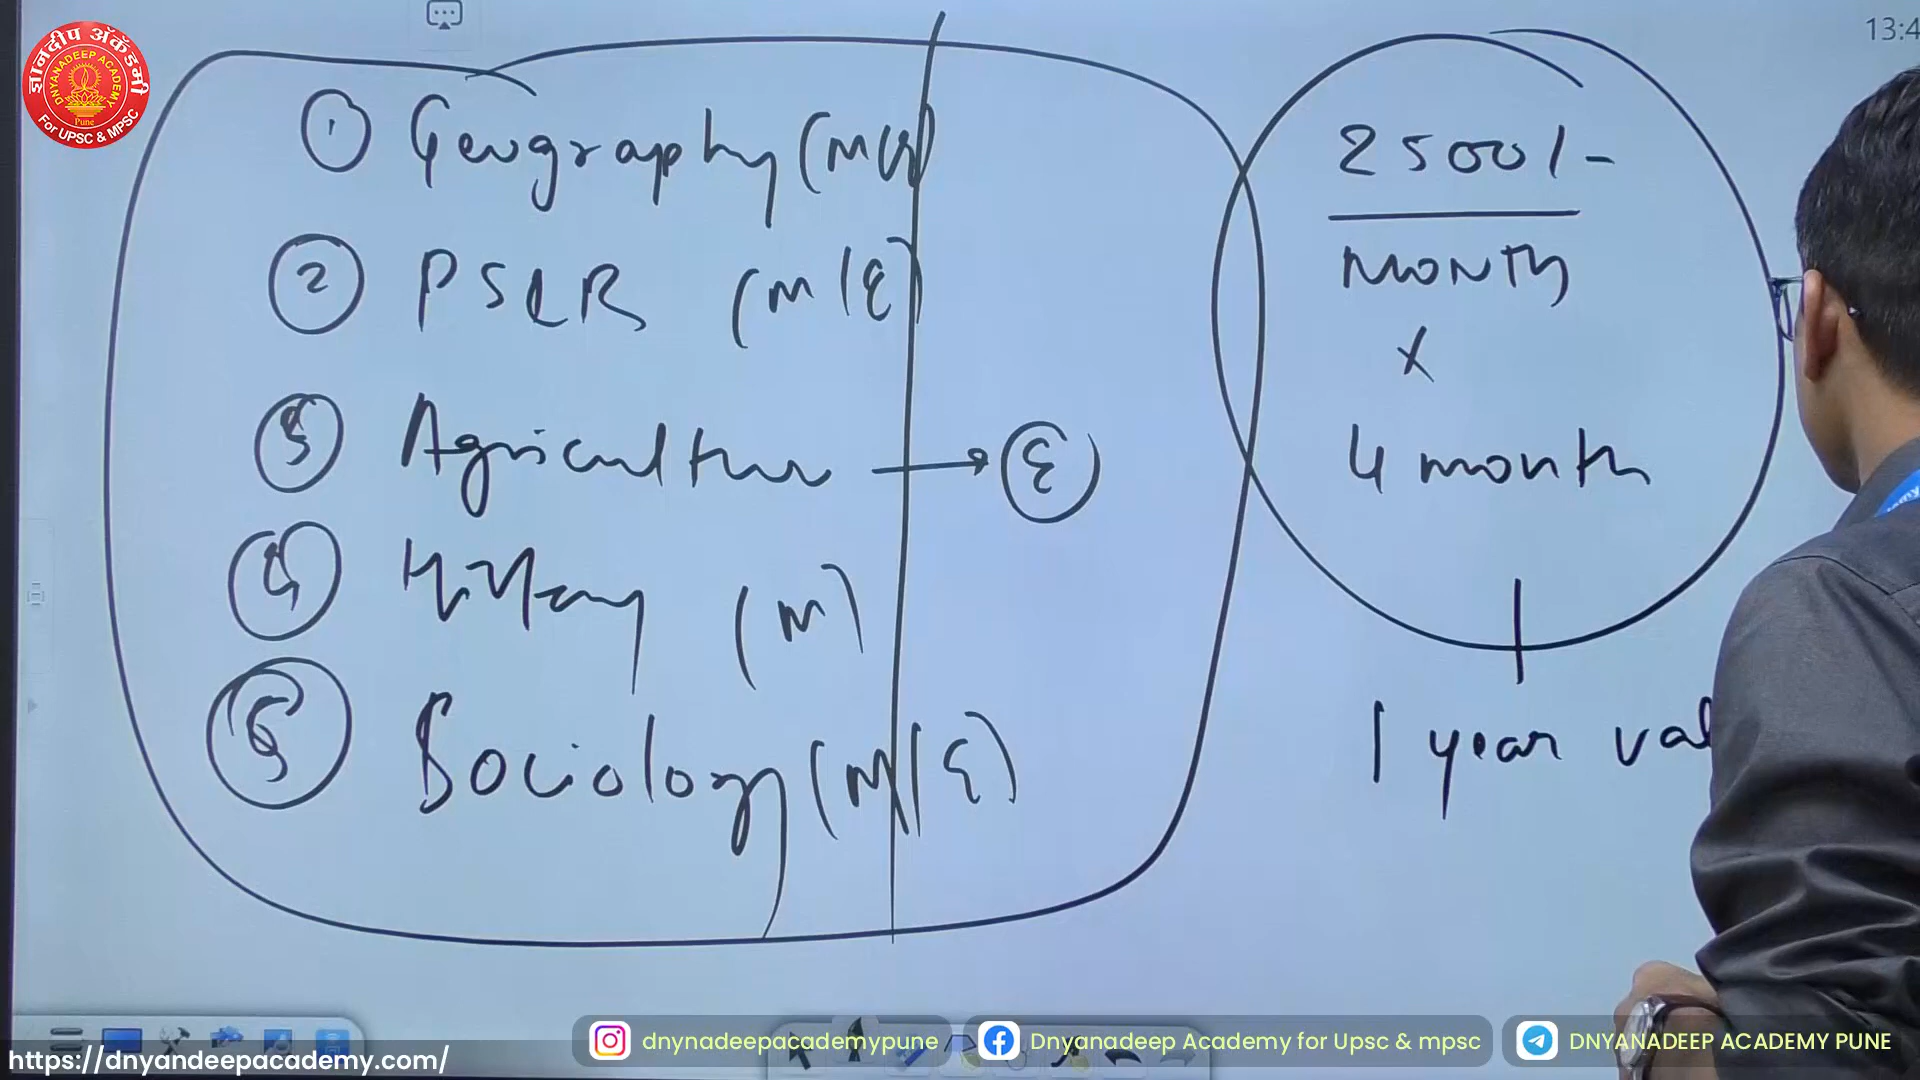 ज्ञानदीप अॅकॅडमी
DNYANADEEP ACADEMY
Pune
For UPSC & MPSC
13:4
① Geography (M
② PSIR (M/E)
③ Agriculture → Ⓔ
④ History (M)
⑤ Sociology (M/E)
2500/-
Month
x
4 month
1 year val
https://dnyandeepacademy.com/
dnynadeepacademypune
Dnyanadeep Academy for Upsc & mpsc
DNYANADEEP ACADEMY PUNE